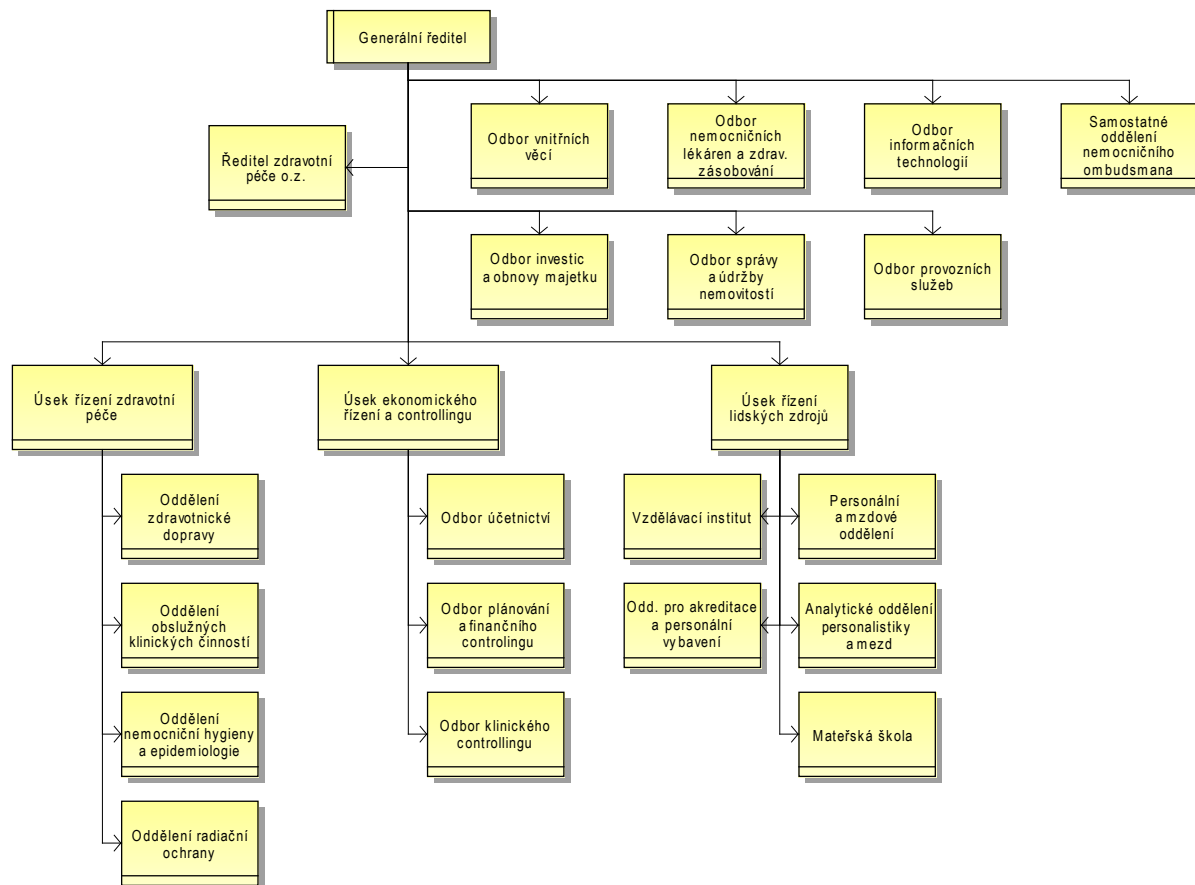 Generální ředitel
Ředitel zdravotní
péče o.z.
Odbor vnitřních
věcí
Odbor
nemocničních
lékáren a zdrav.
zásobování
Odbor
informačních
technologií
Samostatné
oddělení
nemocničního
ombudsmana
Odbor investic
a obnovy majetku
Odbor správy
a údržby
nemovitostí
Odbor provozních
služeb
Úsek řízení zdravotní
péče
Úsek ekonomického
řízení a controllingu
Úsek řízení
lidských zdrojů
Oddělení
zdravotnické
dopravy
Oddělení
obslužných
klinických činností
Oddělení
nemocniční hygieny
a epidemiologie
Oddělení radiační
ochrany
Odbor účetnictví
Odbor plánování
a finančního
controlingu
Odbor klinického
controllingu
Vzdělávací institut
Personální
a mzdové
oddělení
Odd. pro akreditace
a personální
vybavení
Analytické oddělení
personalistiky
a mezd
Mateřská škola